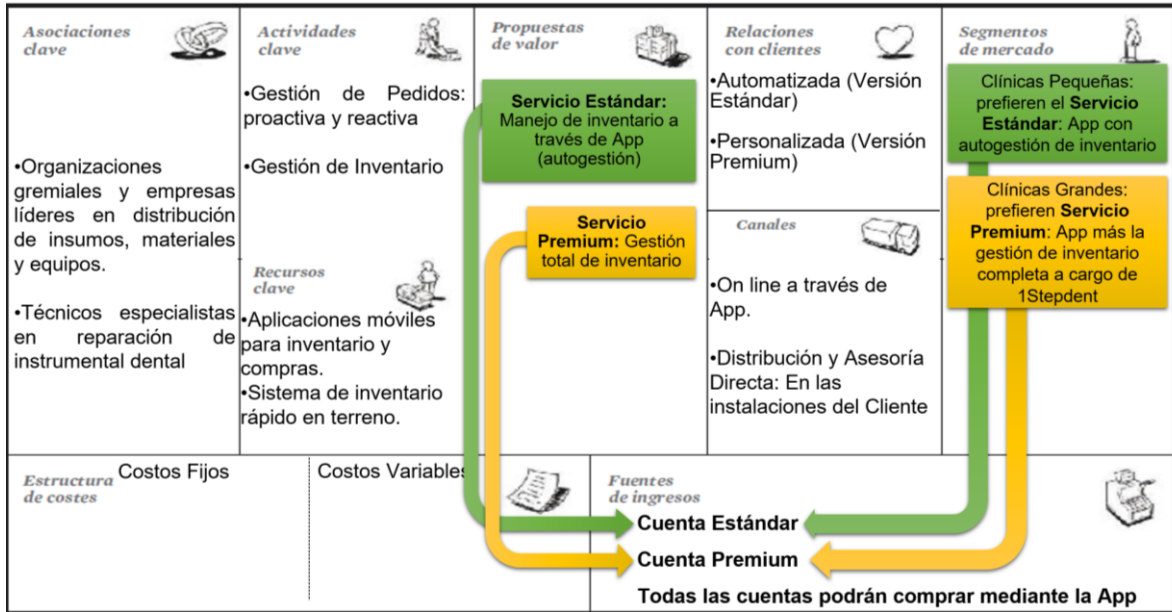 Asociaciones
clave
•Organizaciones
gremiales y empresas
líderes en distribución
de insumos, materiales
y equipos.
•Técnicos especialistas
en reparación de
instrumental dental
Actividades
clave
•Gestión de Pedidos:
proactiva y reactiva
•Gestión de Inventario
Recursos
clave
•Aplicaciones móviles
para inventario y
compras.
•Sistema de inventario
rápido en terreno.
Propuestas
de valor
Servicio Estándar:
Manejo de inventario a
través de App
(autogestión)
Servicio
Premium: Gestión
total de inventario
Relaciones
con clientes
•Automatizada (Versión
Estándar)
•Personalizada (Versión
Premium)
Canales
•On line a través de
App.
•Distribución y Asesoría
Directa: En las
instalaciones del Cliente
Segmentos
de mercado
Clínicas Pequeñas:
prefieren el Servicio
Estándar: App con
autogestión de inventario
Clínicas Grandes:
prefieren Servicio
Premium: App más la
gestión de inventario
completa a cargo de
1Stepdent
Estructura
de costes
Costos Fijos
Costos Variables
Fuentes
de ingresos
Cuenta Estándar
Cuenta Premium
Todas las cuentas podrán comprar mediante la App